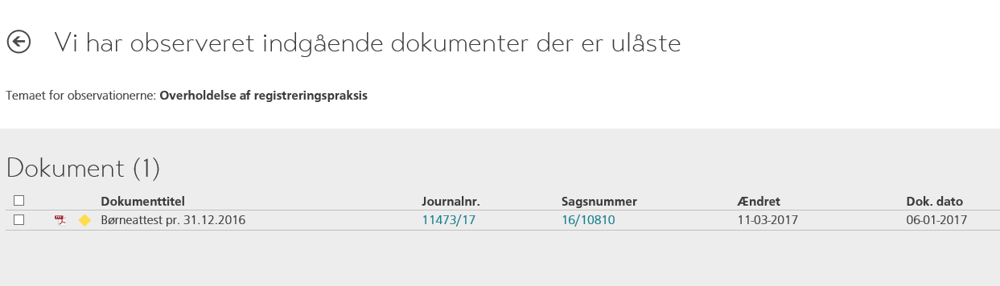 Vi har observeret indgående dokumenter der er ulåste
Temaet for observationerne: Overholdelse af registreringspraksis
Dokument (1)
Dokumenttitel Journalnr. Sagsnummer Ændret Dok. dato
Børneattest pr. 31.12.2016 11473/17 16/10810 11-03-2017 06-01-2017